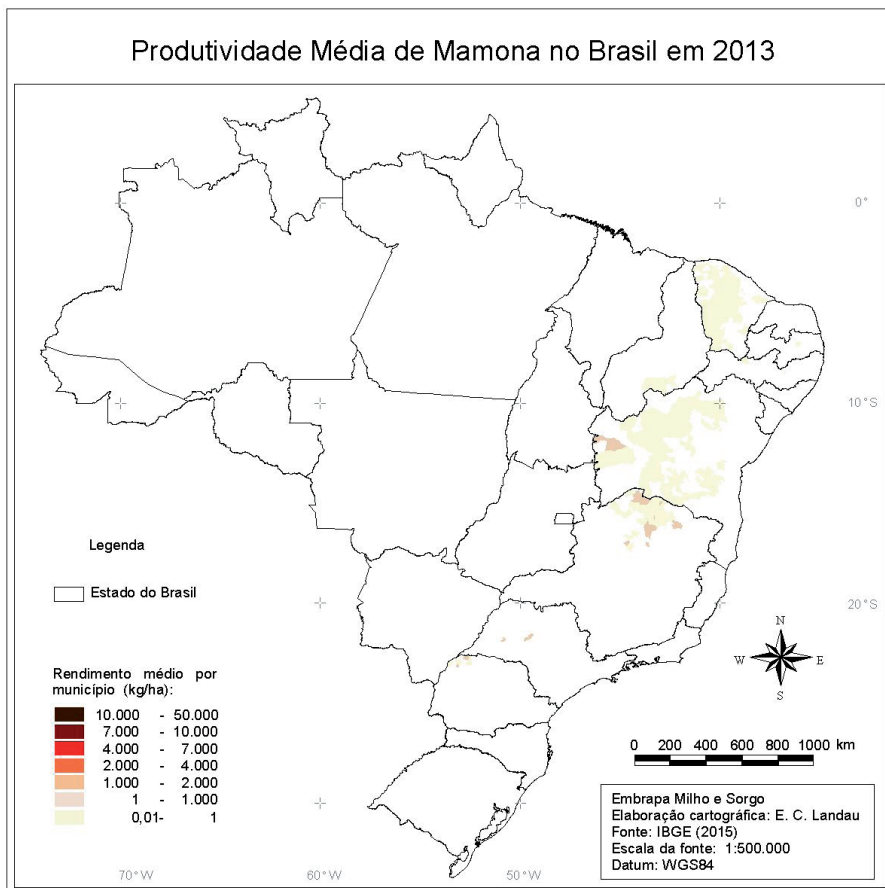 Produtividade Média de Mamona no Brasil em 2013
0°
10°S
20°S
Legenda
Estado do Brasil
N
W E
S
Rendimento médio por
município (kg/ha):
10.000 - 50.000
7.000 - 10.000
4.000 - 7.000
2.000 - 4.000
1.000 - 2.000
1 - 1.000
0,01- 1
0 200 400 600 800 1000 km
Embrapa Milho e Sorgo
Elaboração cartográfica: E. C. Landau
Fonte: IBGE (2015)
Escala da fonte: 1:500.000
Datum: WGS84
70°W 60°W 50°W